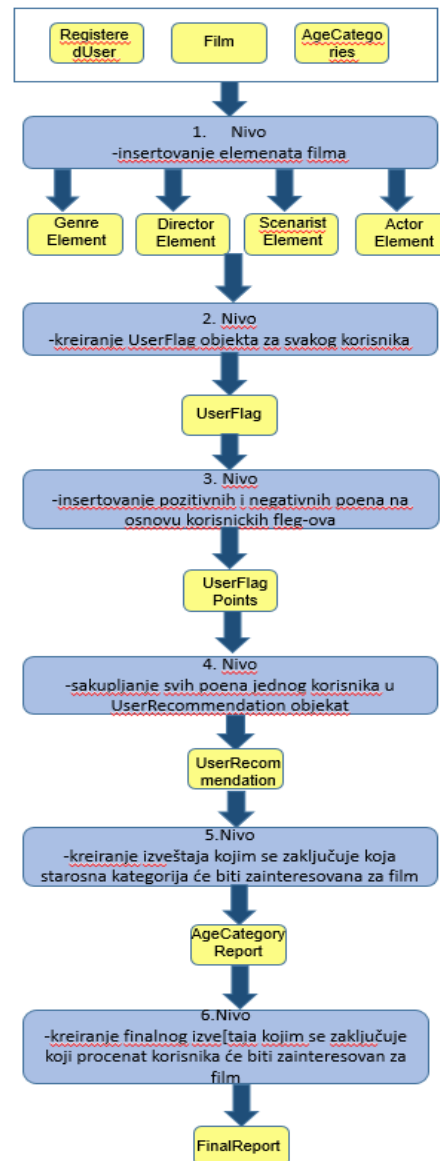 Registere
dUser
Film
AgeCatego
ries
1. Nivo
-insertovanje elemenata filma
Genre
Element
Director
Element
Scenarist
Element
Actor
Element
2. Nivo
-kreiranje UserFlag objekta za svakog korisnika
UserFlag
3. Nivo
-insertovanje pozitivnih i negativnih poena na
osnovu korisnickih fleg-ova
UserFlag
Points
4. Nivo
-sakupljanje svih poena jednog korisnika u
UserRecommendation objekat
UserRecom
mendation
5.Nivo
-kreiranje izveštaja kojim se zaključuje koja
starosna kategorija će biti zainteresovana za film
AgeCategory
Report
6.Nivo
-kreiranje finalnog izve[taja kojim se zaključuje
koji procenat korisnika će biti zainteresovan za
film
FinalReport